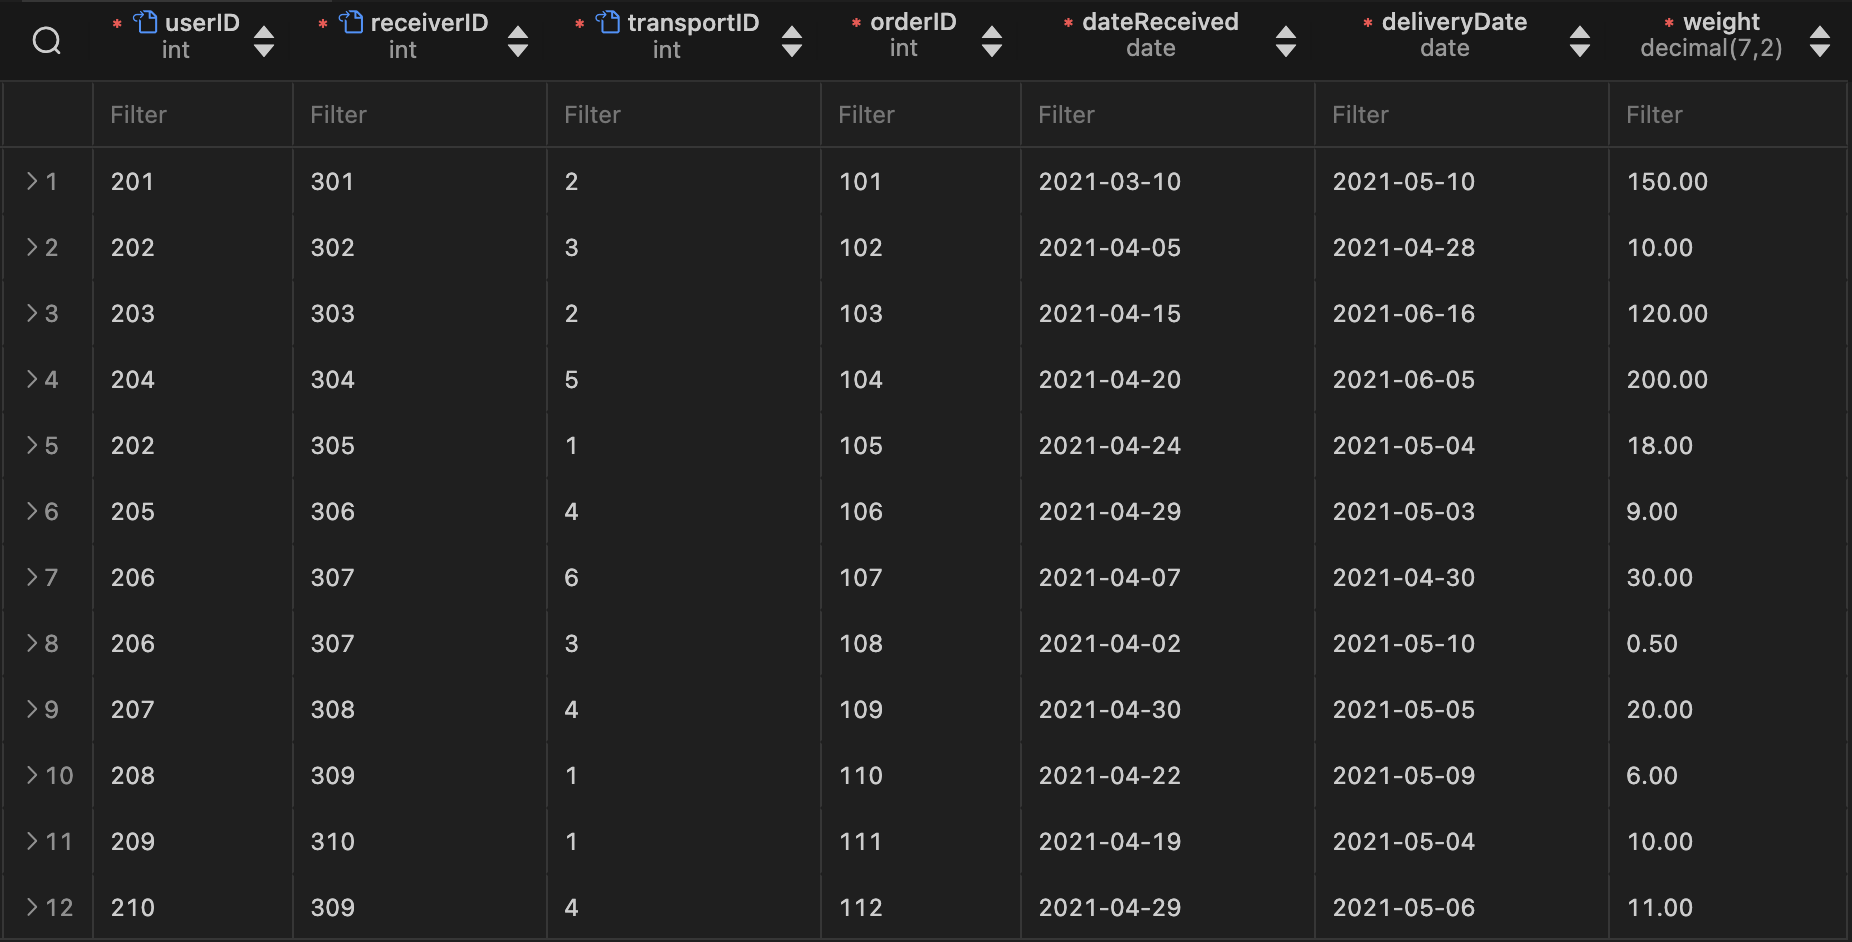 * userID * receiverID * transportID * orderID * dateReceived * deliveryDate * weight
int int int int date date decimal(7,2)
Filter Filter Filter Filter Filter Filter Filter
> 1 201 301 2 101 2021-03-10 2021-05-10 150.00
> 2 202 302 3 102 2021-04-05 2021-04-28 10.00
> 3 203 303 2 103 2021-04-15 2021-06-16 120.00
> 4 204 304 5 104 2021-04-20 2021-06-05 200.00
> 5 202 305 1 105 2021-04-24 2021-05-04 18.00
> 6 205 306 4 106 2021-04-29 2021-05-03 9.00
> 7 206 307 6 107 2021-04-07 2021-04-30 30.00
> 8 206 307 3 108 2021-04-02 2021-05-10 0.50
> 9 207 308 4 109 2021-04-30 2021-05-05 20.00
> 10 208 309 1 110 2021-04-22 2021-05-09 6.00
> 11 209 310 1 111 2021-04-19 2021-05-04 10.00
> 12 210 309 4 112 2021-04-29 2021-05-06 11.00